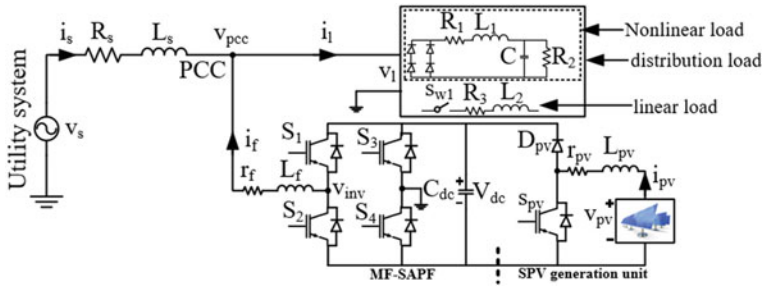 Utility system
i_s
R_s
L_s
v_pcc
PCC
i_l
v_l
v_s
R_1
L_1
C
R_2
s_w1
R_3
L_2
Nonlinear load
distribution load
linear load
i_f
r_f
L_f
v_inv
S_1
S_3
S_2
S_4
C_dc
+
-
V_dc
D_pv
r_pv
L_pv
i_pv
s_pv
v_pv
+
-
MF-SAPF
SPV generation unit